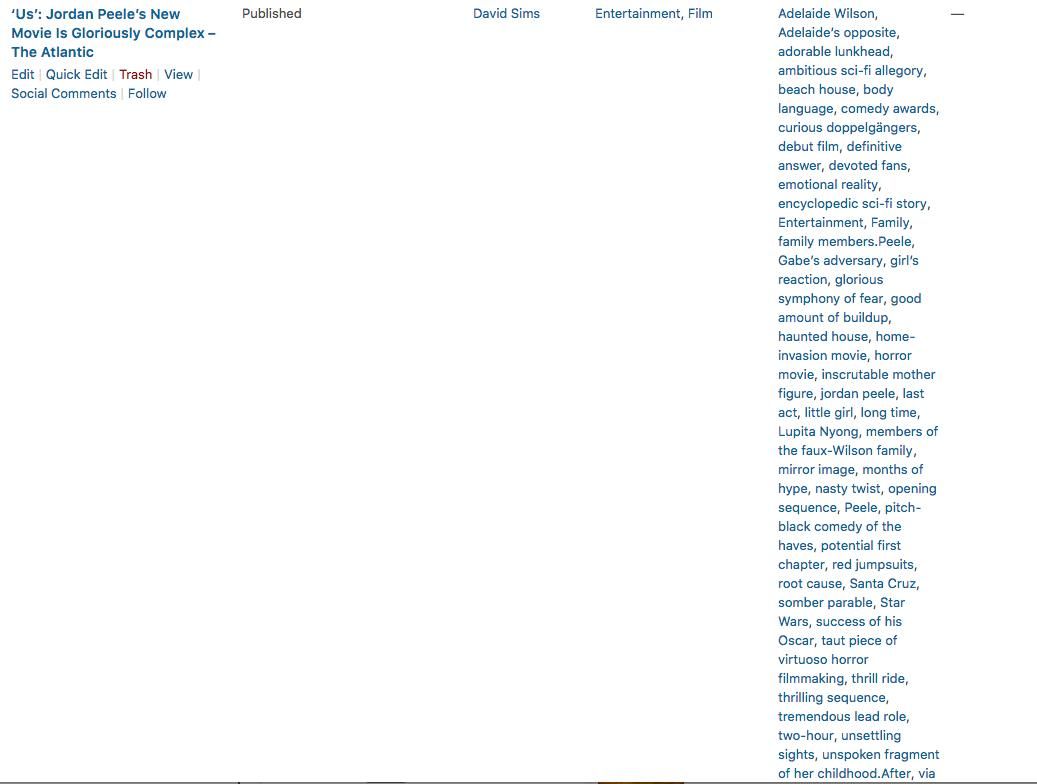 ‘Us’: Jordan Peele’s New
Movie Is Gloriously Complex –
The Atlantic
Edit | Quick Edit | Trash | View |
Social Comments | Follow
Published
David Sims
Entertainment, Film
Adelaide Wilson,
Adelaide’s opposite,
adorable lunkhead,
ambitious sci-fi allegory,
beach house, body
language, comedy awards,
curious doppelgängers,
debut film, definitive
answer, devoted fans,
emotional reality,
encyclopedic sci-fi story,
Entertainment, Family,
family members.Peele,
Gabe’s adversary, girl’s
reaction, glorious
symphony of fear, good
amount of buildup,
haunted house, home-
invasion movie, horror
movie, inscrutable mother
figure, jordan peele, last
act, little girl, long time,
Lupita Nyong, members of
the faux-Wilson family,
mirror image, months of
hype, nasty twist, opening
sequence, Peele, pitch-
black comedy of the
haves, potential first
chapter, red jumpsuits,
root cause, Santa Cruz,
somber parable, Star
Wars, success of his
Oscar, taut piece of
virtuoso horror
filmmaking, thrill ride,
thrilling sequence,
tremendous lead role,
two-hour, unsettling
sights, unspoken fragment
of her childhood.After, via
—